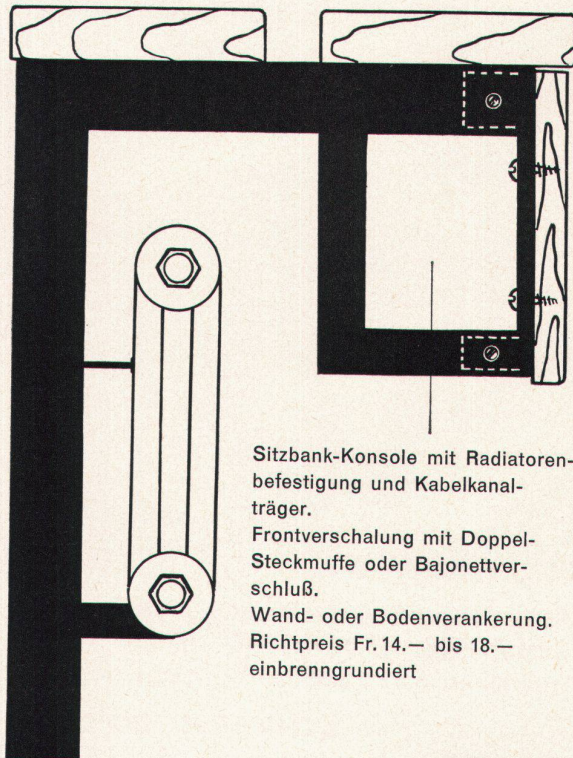 Sitzbank-Konsole mit Radiatoren-
befestigung und Kabelkanal-
träger.
Frontverschalung mit Doppel-
Steckmuffe oder Bajonettver-
schluß.
Wand- oder Bodenverankerung.
Richtpreis Fr. 14.— bis 18.—
einbrenngrundiert